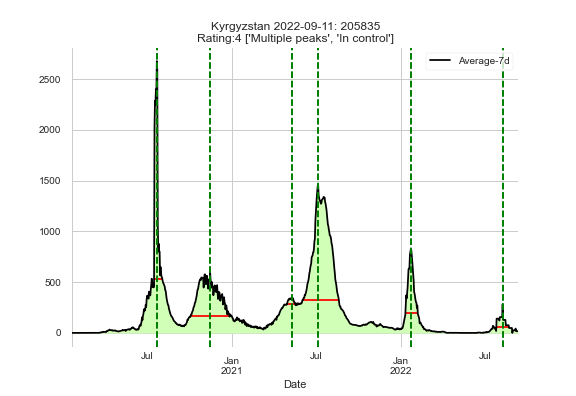 Kyrgyzstan 2022-09-11: 205835
Rating:4 ['Multiple peaks', 'In control']
Average-7d
2500
2000
1500
1000
500
0
Jul
Jan
2021
Jul
Jan
2022
Jul
Date